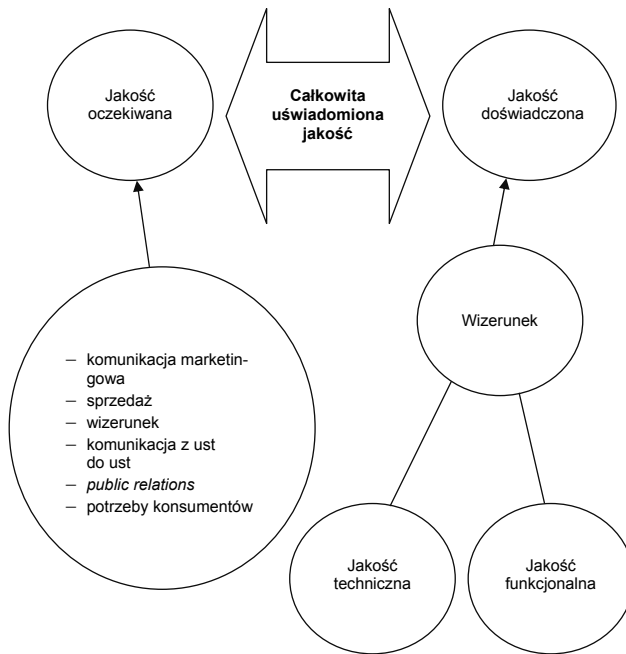 Jakość
oczekiwana
Całkowita
uświadomiona
jakość
Jakość
doświadczona
Wizerunek
– komunikacja marketin-
gowa
– sprzedaż
– wizerunek
– komunikacja z ust
do ust
– public relations
– potrzeby konsumentów
Jakość
techniczna
Jakość
funkcjonalna